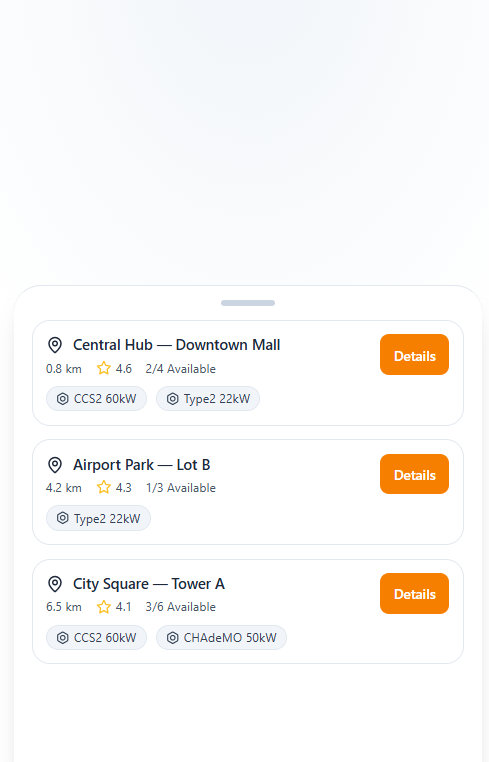 Central Hub — Downtown Mall
Details
0.8 km 4.6 2/4 Available
CCS2 60kW Type2 22kW
Airport Park — Lot B
Details
4.2 km 4.3 1/3 Available
Type2 22kW
City Square — Tower A
Details
6.5 km 4.1 3/6 Available
CCS2 60kW CHAdeMO 50kW